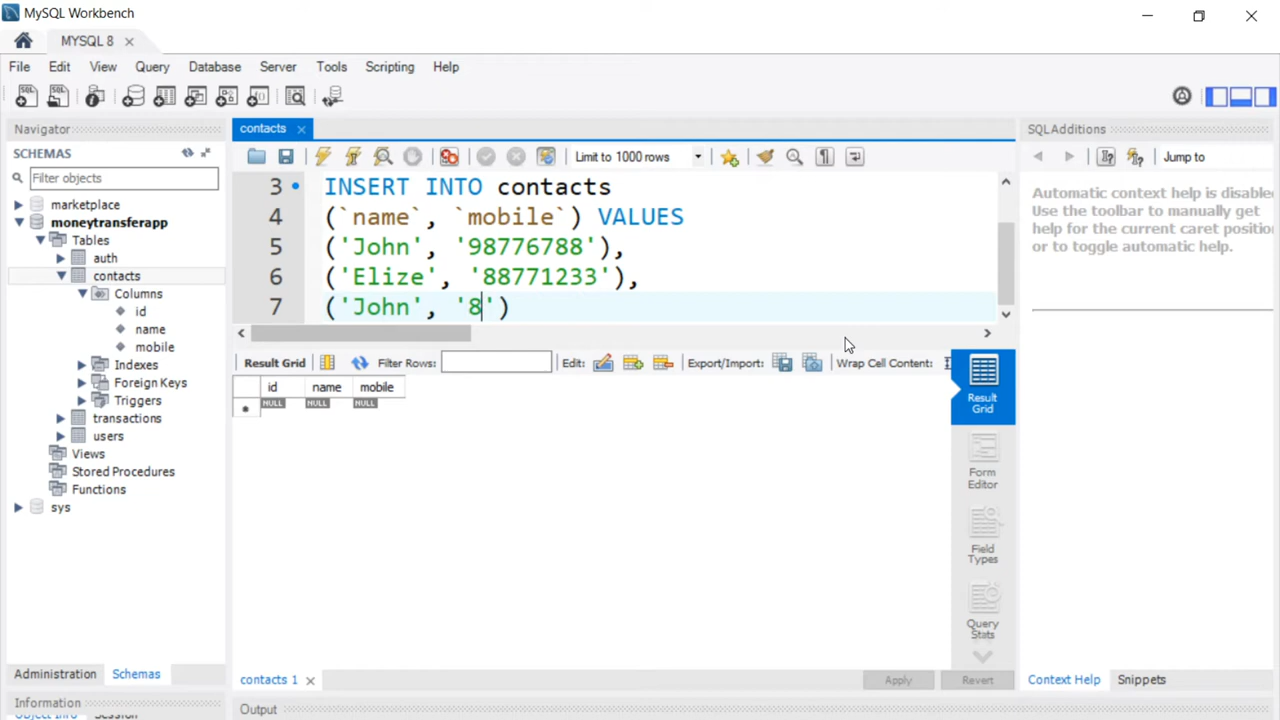 MySQL Workbench
MYSQL 8
File Edit View Query Database Server Tools Scripting Help
Navigator
SCHEMAS
Filter objects
marketplace
moneytransferapp
Tables
auth
contacts
Columns
id
name
mobile
Indexes
Foreign Keys
Triggers
transactions
users
Views
Stored Procedures
Functions
sys
Administration Schemas
Information
Object Info Session
contacts
Limit to 1000 rows
3 INSERT INTO contacts
4 (`name`, `mobile`) VALUES
5 ('John', '98776788'),
6 ('Elize', '88771233'),
7 ('John', '8')
Result Grid Filter Rows: Edit: Export/Import: Wrap Cell Content:
id name mobile
NULL NULL NULL
Result
Grid
Form
Editor
Field
Types
Query
Stats
contacts 1
Apply Revert
Output
SQLAdditions
Jump to
Automatic context help is disable
Use the toolbar to manually get
help for the current caret positio
or to toggle automatic help.
Context Help Snippets